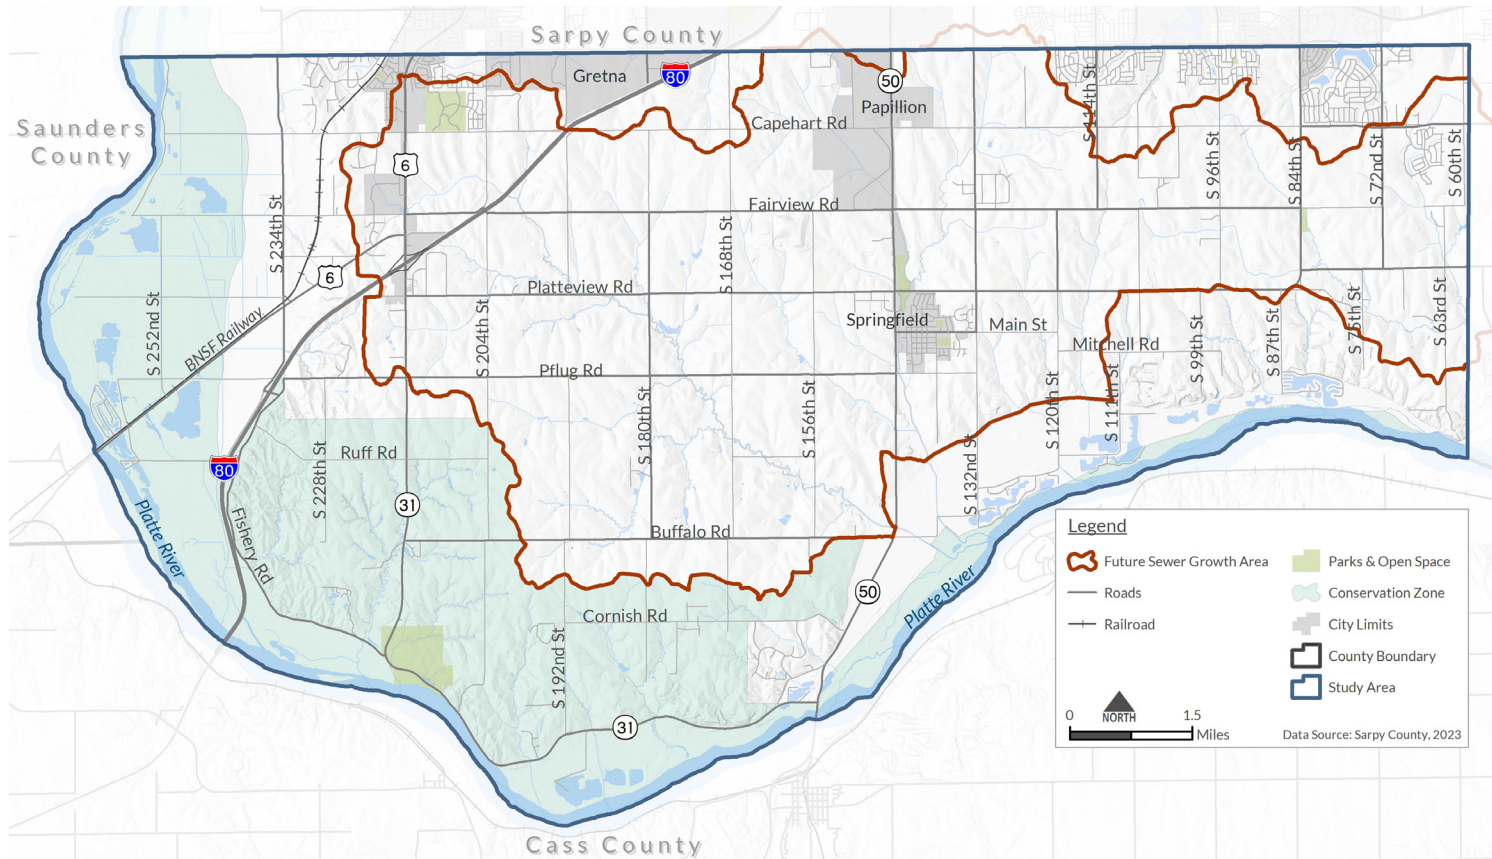 Sarpy County
Gretna
80
50
Papillion
Capehart Rd
S 114th St
Saunders
County
6
S 96th St
S 84th St
S 72nd St
S 60th St
Fairview Rd
S 234th St
S 168th St
6
Platteview Rd
S 252nd St
BNSF Railway
S 204th St
Springfield
Main St
Mitchell Rd
S 99th St
S 87th St
S 75th St
S 63rd St
Pflug Rd
S 180th St
S 156th St
S 120th St
S 111th St
Ruff Rd
80
S 228th St
31
S 132nd St
Platte River
Fishery Rd
Buffalo Rd
50
Platte River
Cornish Rd
S 192nd St
31
Cass County
Legend
Future Sewer Growth Area
Roads
Railroad
Parks & Open Space
Conservation Zone
City Limits
County Boundary
Study Area
0
NORTH
1.5
Miles
Data Source: Sarpy County, 2023